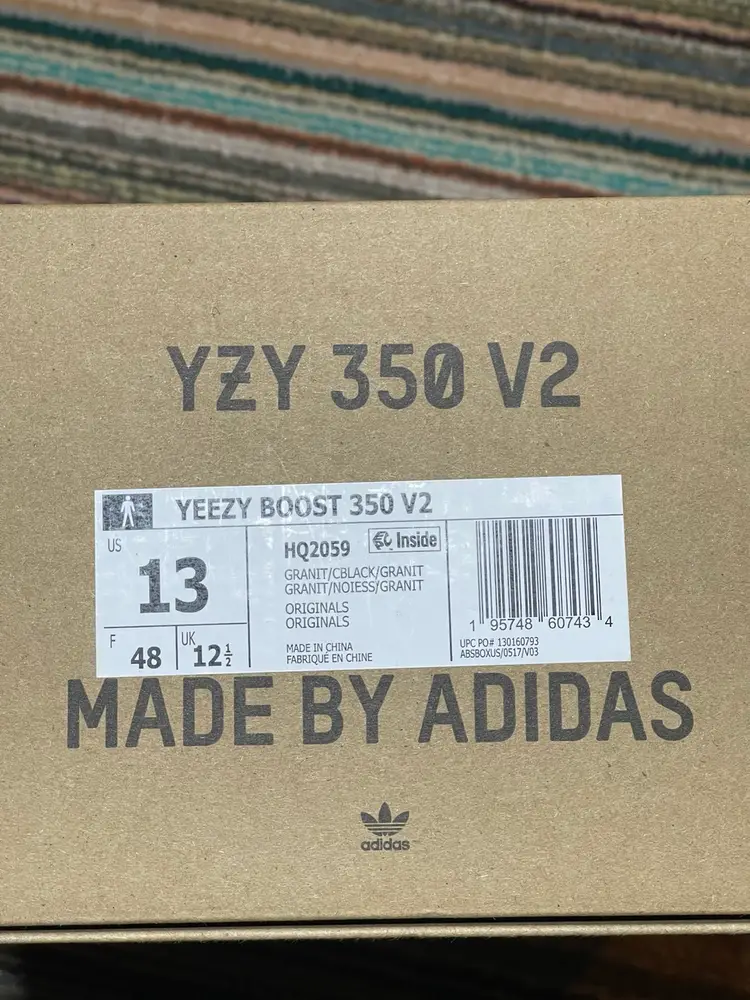 YZY 350 V2
YEEZY BOOST 350 V2
US
13
F
48
UK
12½
HQ2059
Inside
GRANIT/CBLACK/GRANIT
GRANIT/NOIESS/GRANIT
ORIGINALS
ORIGINALS
MADE IN CHINA
FABRIQUÉ EN CHINE
1 95748 60743 4
UPC PO# 130160793
ABSBOXUS/0517/V03
MADE BY ADIDAS
adidas